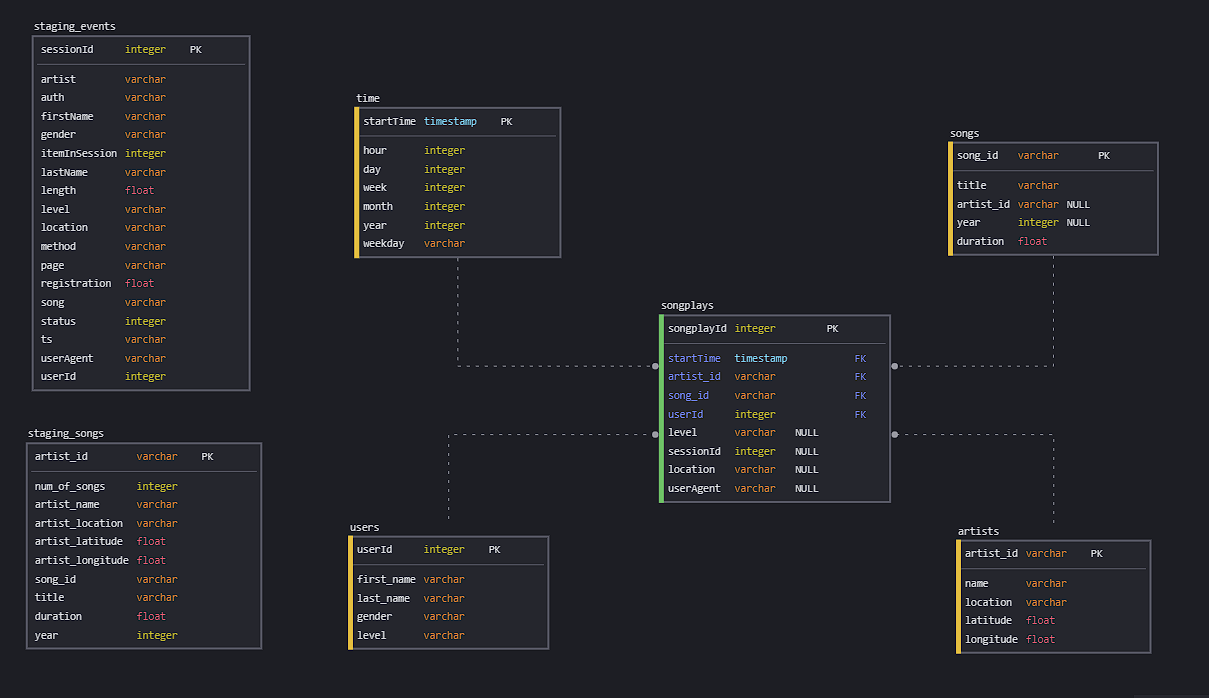 staging_events
sessionId integer PK
artist varchar
auth varchar
firstName varchar
gender varchar
itemInSession integer
lastName varchar
length float
level varchar
location varchar
method varchar
page varchar
registration float
song varchar
status integer
ts varchar
userAgent varchar
userId integer
staging_songs
artist_id varchar PK
num_of_songs integer
artist_name varchar
artist_location varchar
artist_latitude float
artist_longitude float
song_id varchar
title varchar
duration float
year integer
time
startTime timestamp PK
hour integer
day integer
week integer
month integer
year integer
weekday varchar
users
userId integer PK
first_name varchar
last_name varchar
gender varchar
level varchar
songplays
songplayId integer PK
startTime timestamp FK
artist_id varchar FK
song_id varchar FK
userId integer FK
level varchar NULL
sessionId integer NULL
location varchar NULL
userAgent varchar NULL
songs
song_id varchar PK
title varchar
artist_id varchar NULL
year integer NULL
duration float
artists
artist_id varchar PK
name varchar
location varchar
latitude float
longitude float